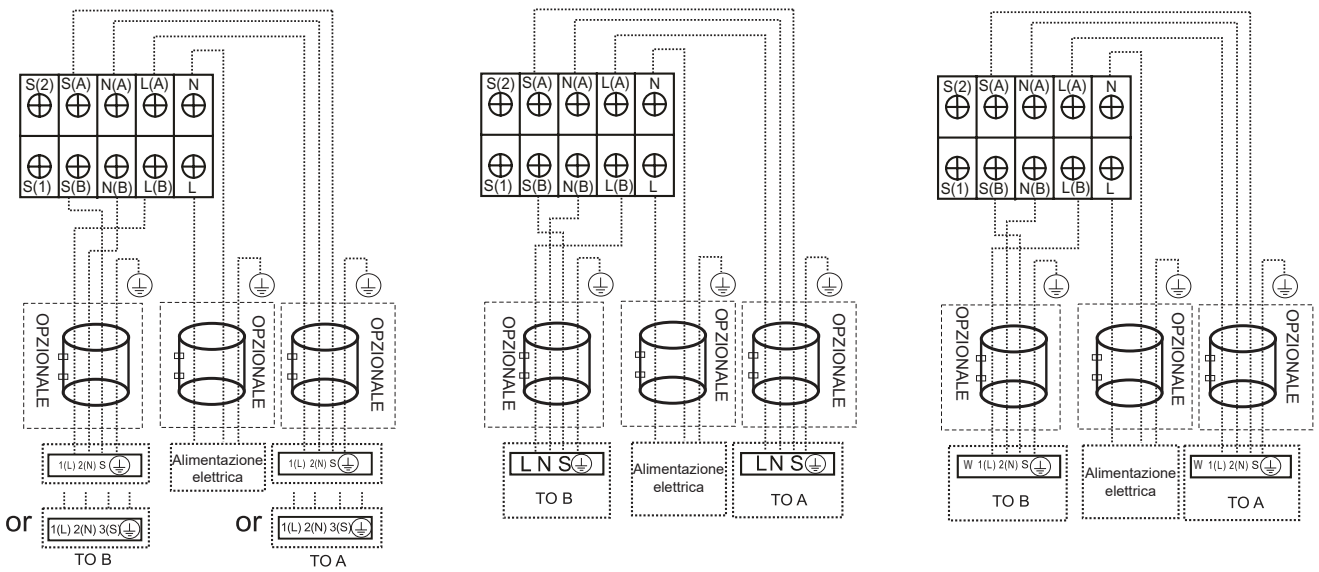 S(2) S(A) N(A) L(A) N
S(1) S(B) N(B) L(B) L
OPZIONALE
OPZIONALE
OPZIONALE
1(L) 2(N) S
Alimentazione
elettrica
1(L) 2(N) S
or
1(L) 2(N) 3(S)
TO B
or
1(L) 2(N) 3(S)
TO A
S(2) S(A) N(A) L(A) N
S(1) S(B) N(B) L(B) L
OPZIONALE
OPZIONALE
OPZIONALE
L N S
TO B
Alimentazione
elettrica
L N S
TO A
S(2) S(A) N(A) L(A) N
S(1) S(B) N(B) L(B) L
OPZIONALE
OPZIONALE
OPZIONALE
W 1(L) 2(N) S
TO B
Alimentazione
elettrica
W 1(L) 2(N) S
TO A